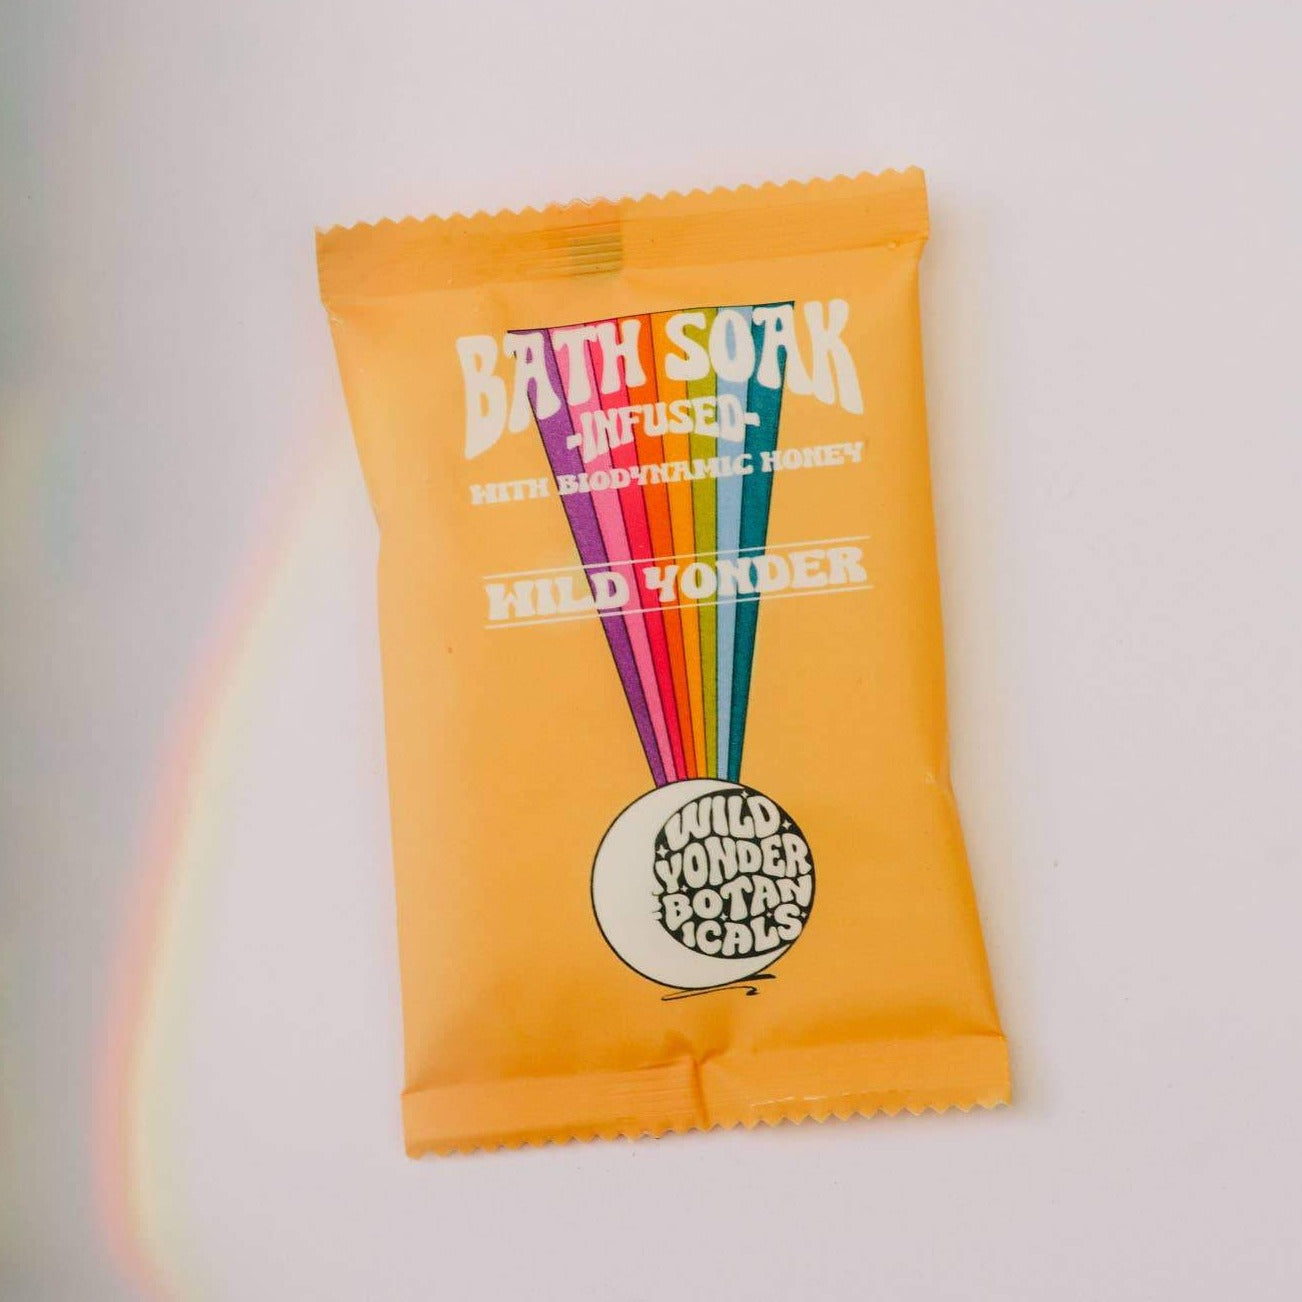 BATH SOAK
-INFUSED-
WITH BIODYNAMIC HONEY
WILD YONDER
WILD
YONDER
BOTAN
ICALS